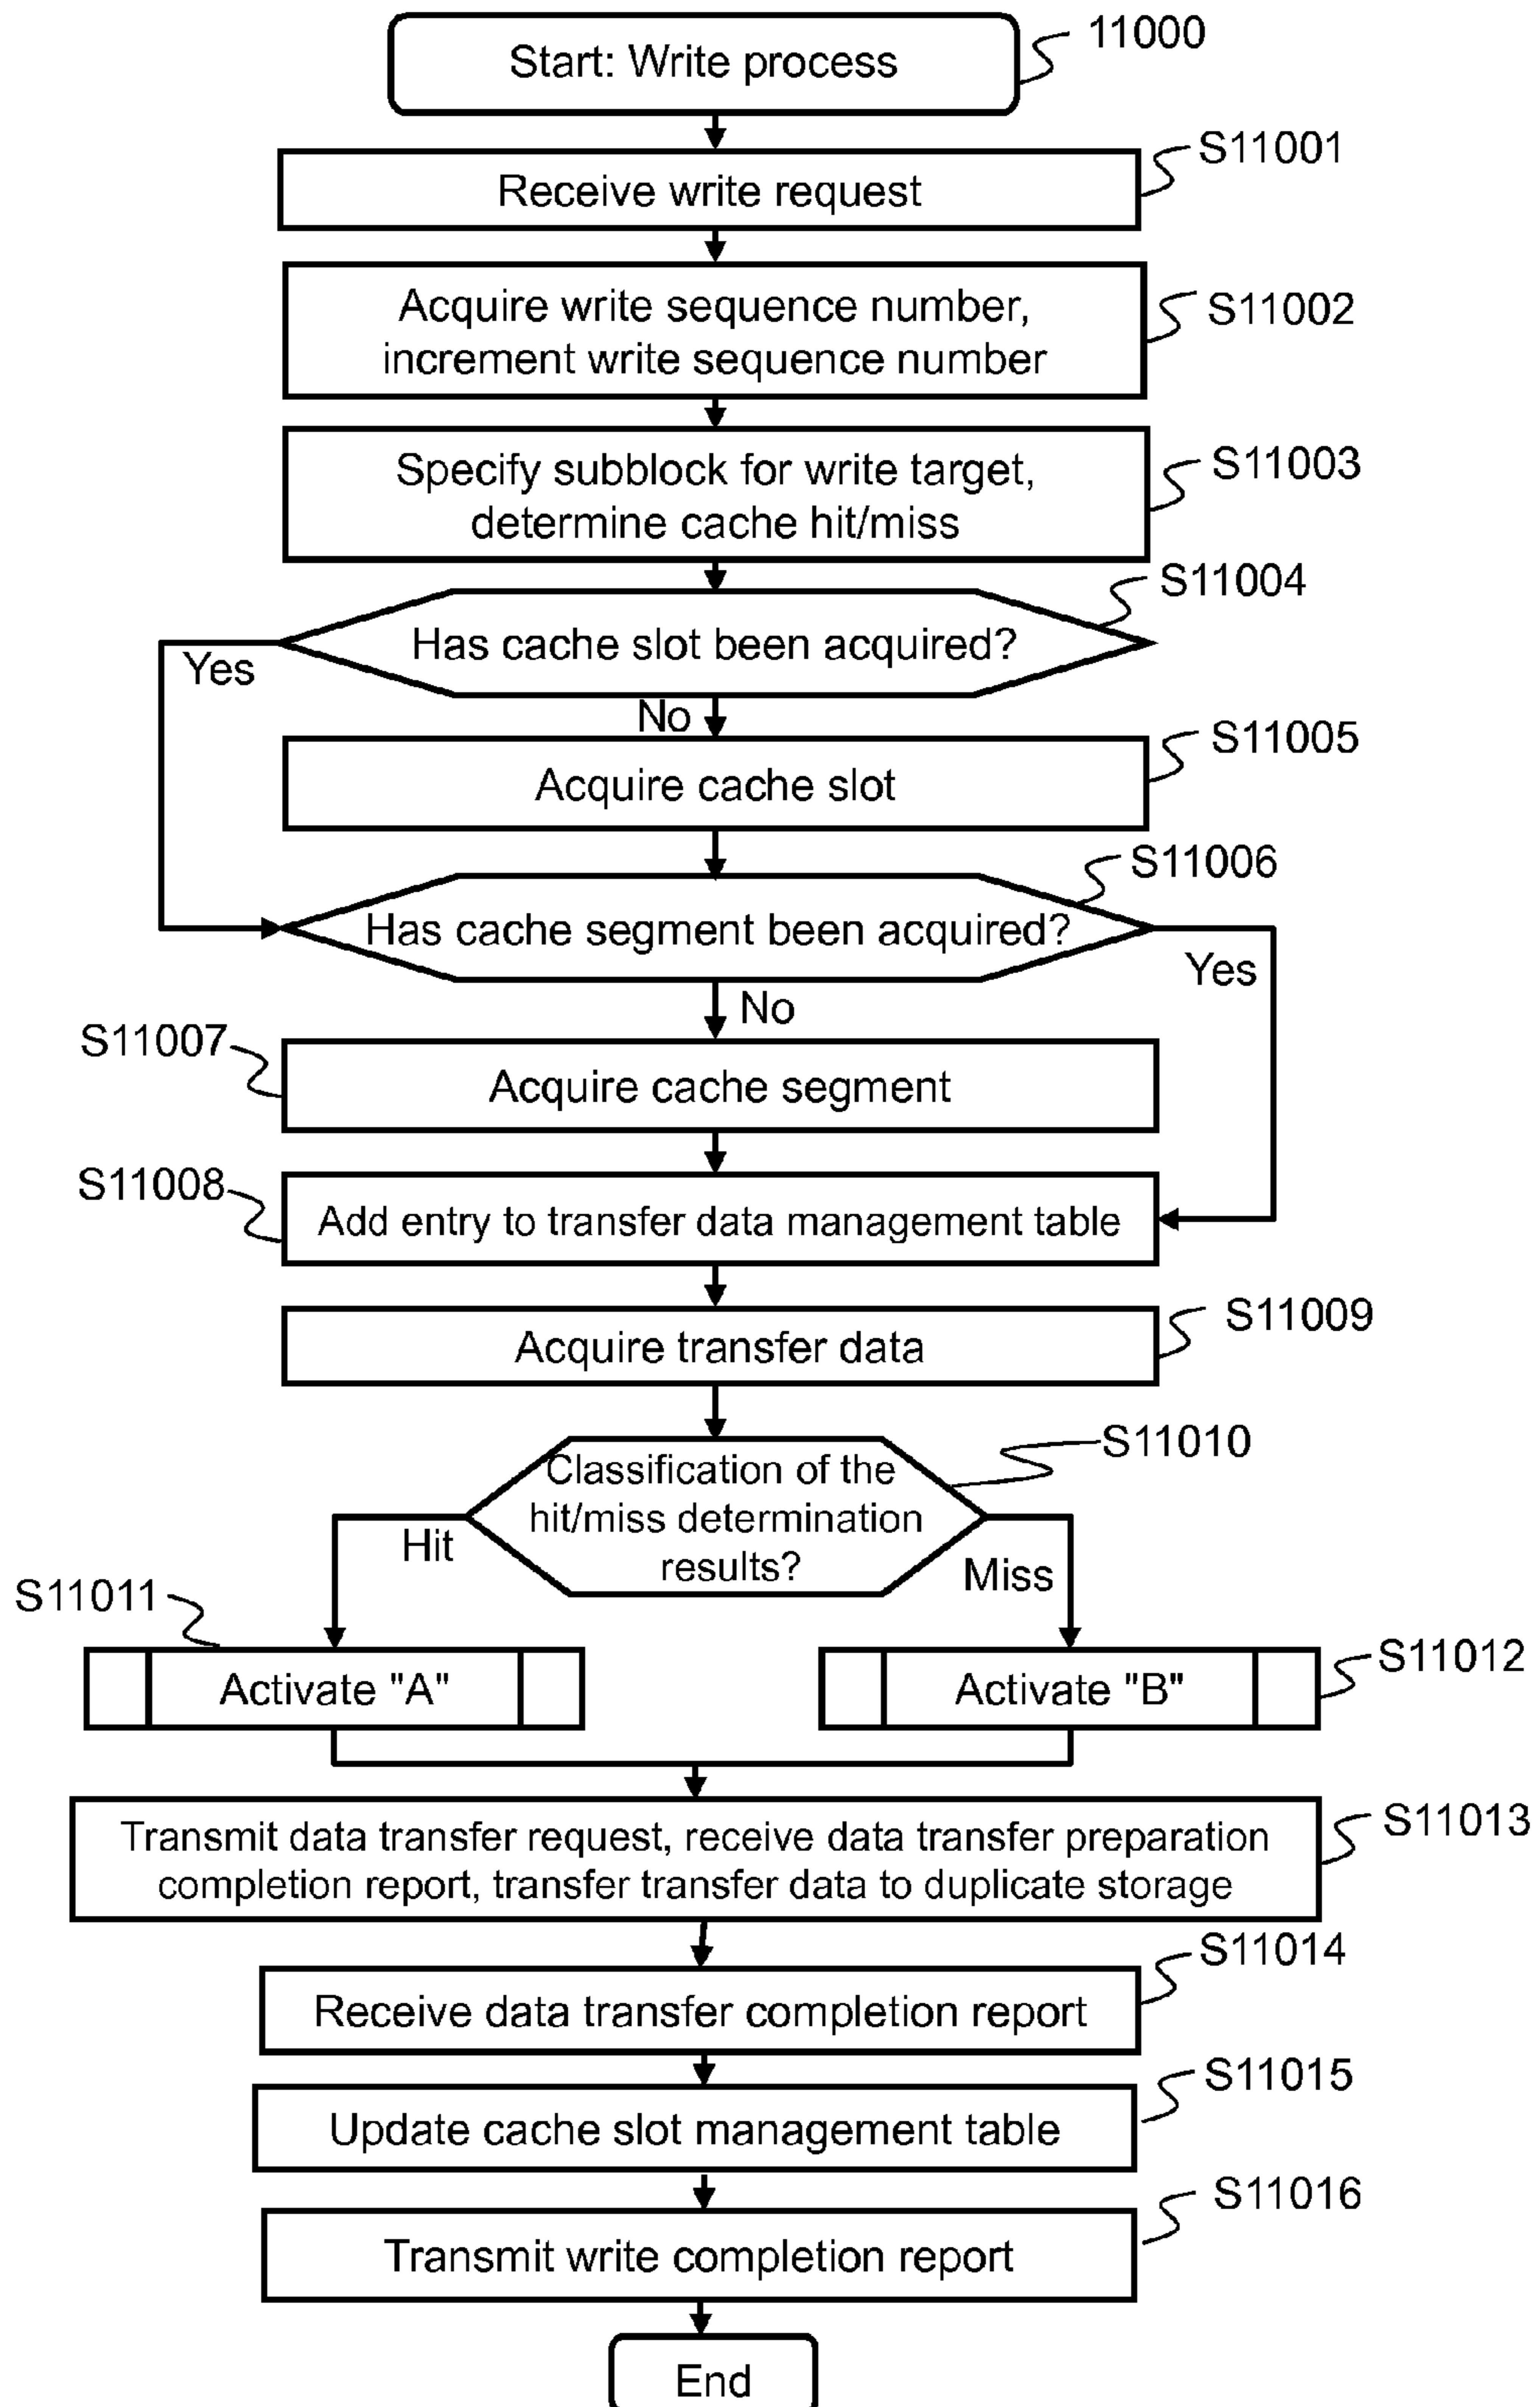 Start: Write process
11000
Receive write request
S11001
Acquire write sequence number,
increment write sequence number
S11002
Specify subblock for write target,
determine cache hit/miss
S11003
Has cache slot been acquired?
S11004
Yes
No
Acquire cache slot
S11005
Has cache segment been acquired?
S11006
Yes
No
S11007
Acquire cache segment
S11008
Add entry to transfer data management table
Acquire transfer data
S11009
Classification of the
hit/miss determination
results?
S11010
Hit
Miss
S11011
Activate "A"
Activate "B"
S11012
Transmit data transfer request, receive data transfer preparation
completion report, transfer transfer data to duplicate storage
S11013
Receive data transfer completion report
S11014
Update cache slot management table
S11015
Transmit write completion report
S11016
End